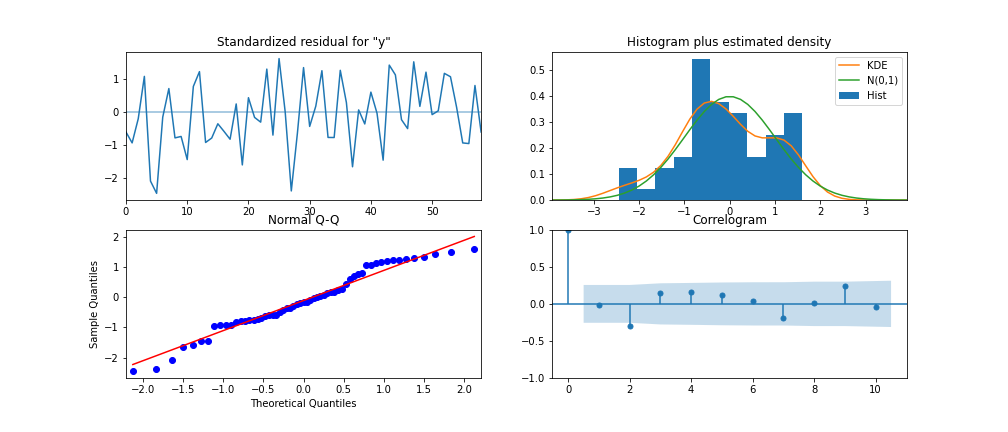 Standardized residual for "y"
1
0
−1
−2
0 10 20 30 40 50
Histogram plus estimated density
0.5
0.4
0.3
0.2
0.1
0.0
KDE
N(0,1)
Hist
−3 −2 −1 0 1 2 3
Normal Q-Q
2
1
0
−1
−2
Sample Quantiles
−2.0 −1.5 −1.0 −0.5 0.0 0.5 1.0 1.5 2.0
Theoretical Quantiles
Correlogram
1.0
0.5
0.0
−0.5
−1.0
0 2 4 6 8 10